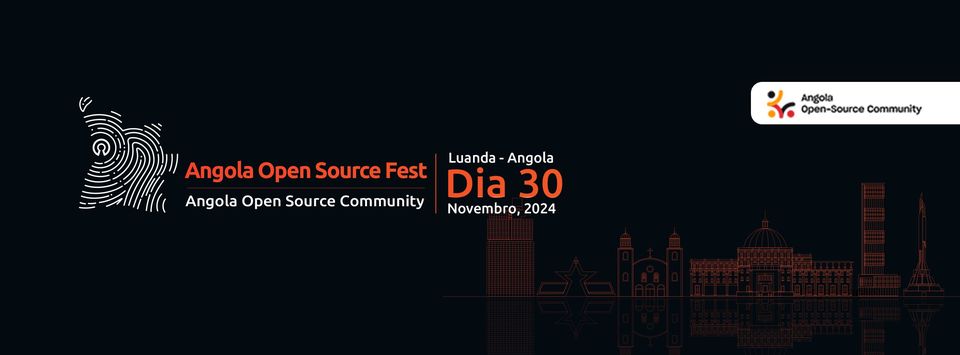 Angola Open Source Fest
Angola Open Source Community
Luanda - Angola
Dia 30
Novembro, 2024
Angola
Open-Source Community